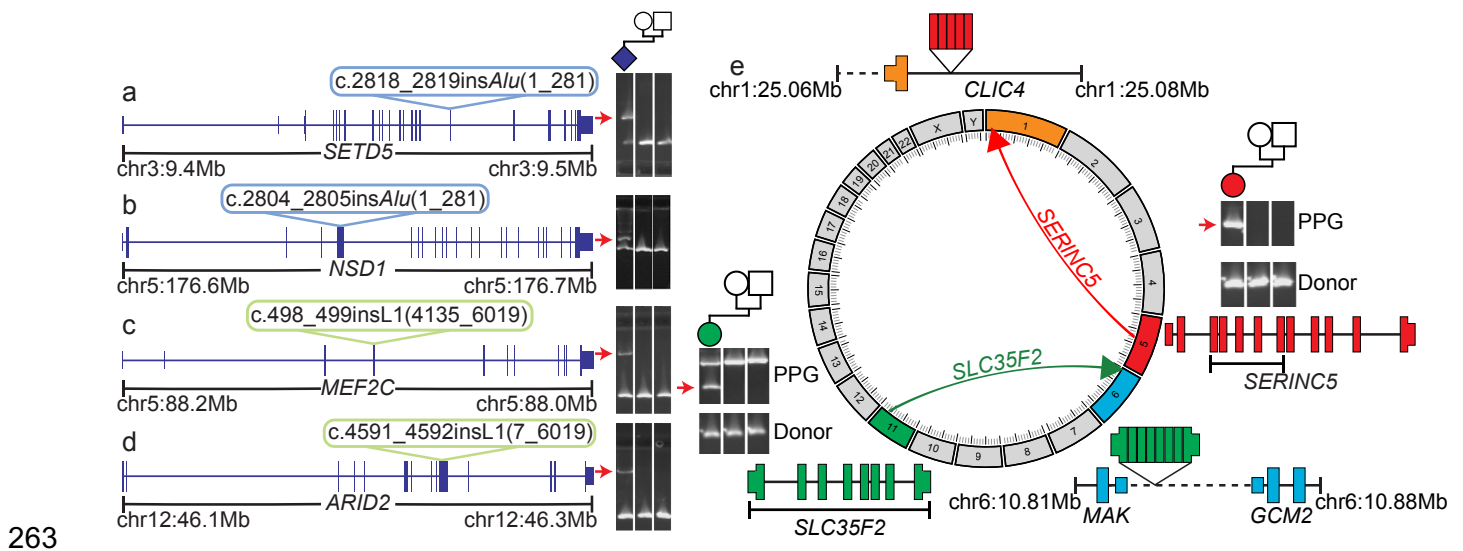 a
c.2818_2819insAlu(1_281)
SETD5
chr3:9.4Mb
chr3:9.5Mb
b
c.2804_2805insAlu(1_281)
NSD1
chr5:176.6Mb
chr5:176.7Mb
c
c.498_499insL1(4135_6019)
MEF2C
chr5:88.2Mb
chr5:88.0Mb
d
c.4591_4592insL1(7_6019)
ARID2
chr12:46.1Mb
chr12:46.3Mb
263
e
chr1:25.06Mb
CLIC4
chr1:25.08Mb
1
2
3
4
5
6
7
8
9
10
11
12
13
14
15
16
17
18
19
20
21
22
X
Y
SERINC5
SLC35F2
PPG
Donor
SLC35F2
PPG
Donor
SERINC5
chr6:10.81Mb
MAK
GCM2
chr6:10.88Mb